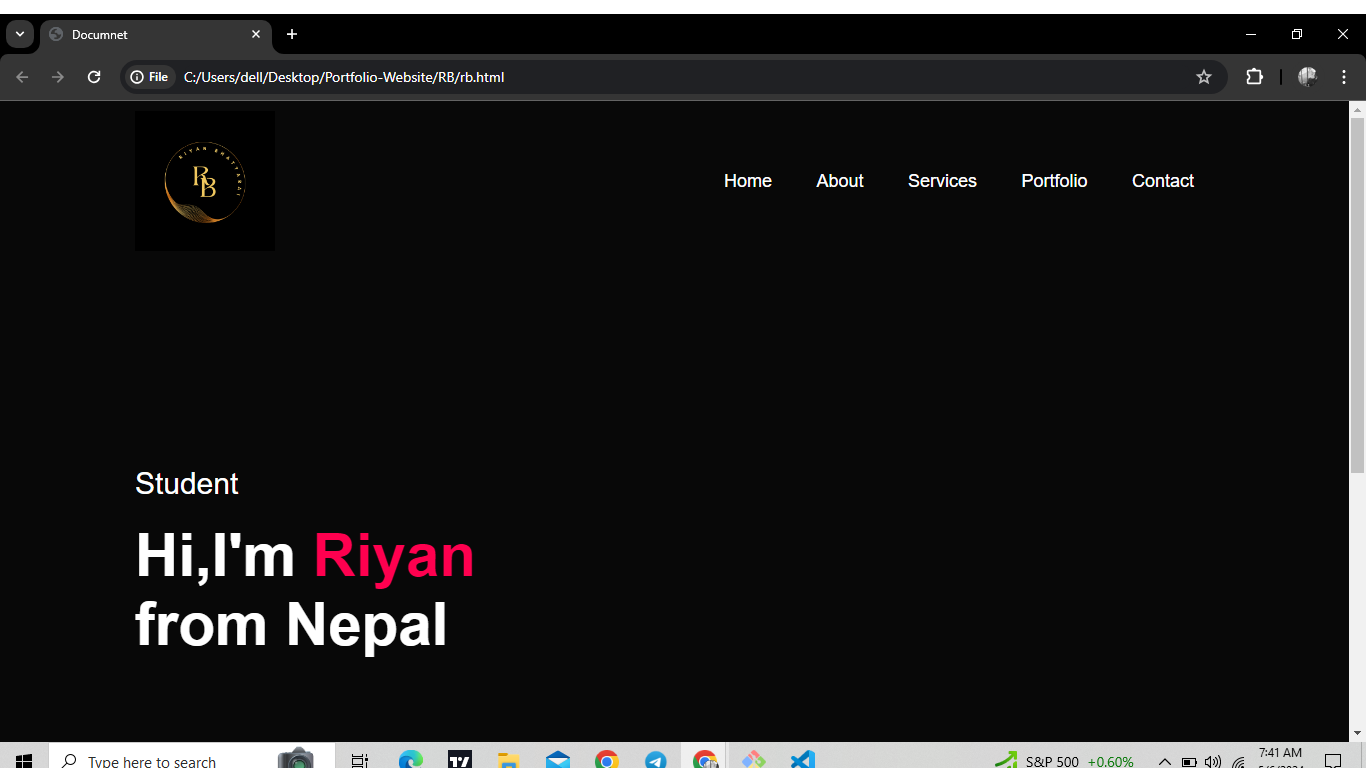 Documnet
File
C:/Users/dell/Desktop/Portfolio-Website/RB/rb.html
RIYAN BHATTARAI
RB
Home
About
Services
Portfolio
Contact
Student
Hi,I'm Riyan
from Nepal
Type here to search
S&P 500 +0.60%
7:41 AM